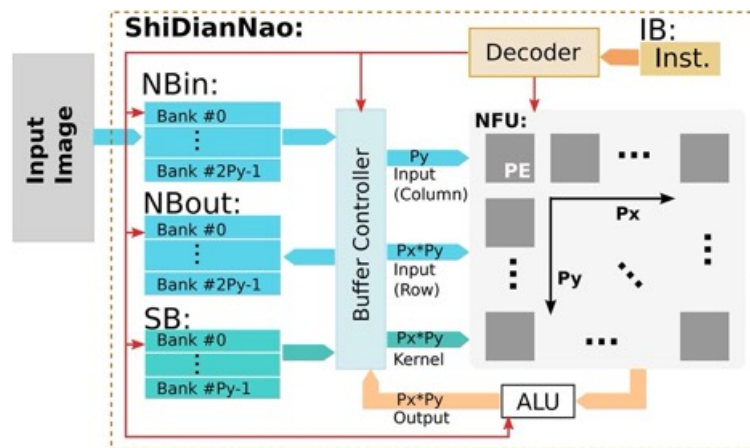 ShiDianNao:
IB:
Decoder
Inst.
Input
Image
NBin:
Bank #0
Bank #2Py-1
NBout:
Bank #0
Bank #2Py-1
SB:
Bank #0
Bank #Py-1
Buffer Controller
Py
Input
(Column)
Px*Py
Input
(Row)
Px*Py
Kernel
Px*Py
Output
NFU:
PE
Px
Py
ALU